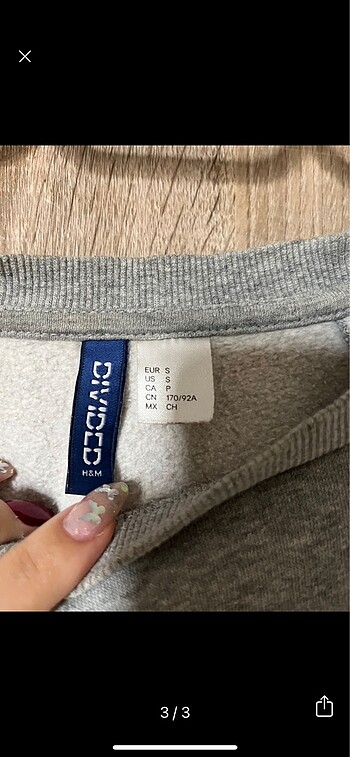 DIVIDED
H&M
EUR S
US S
CA P
CN 170/92A
MX CH
3/3